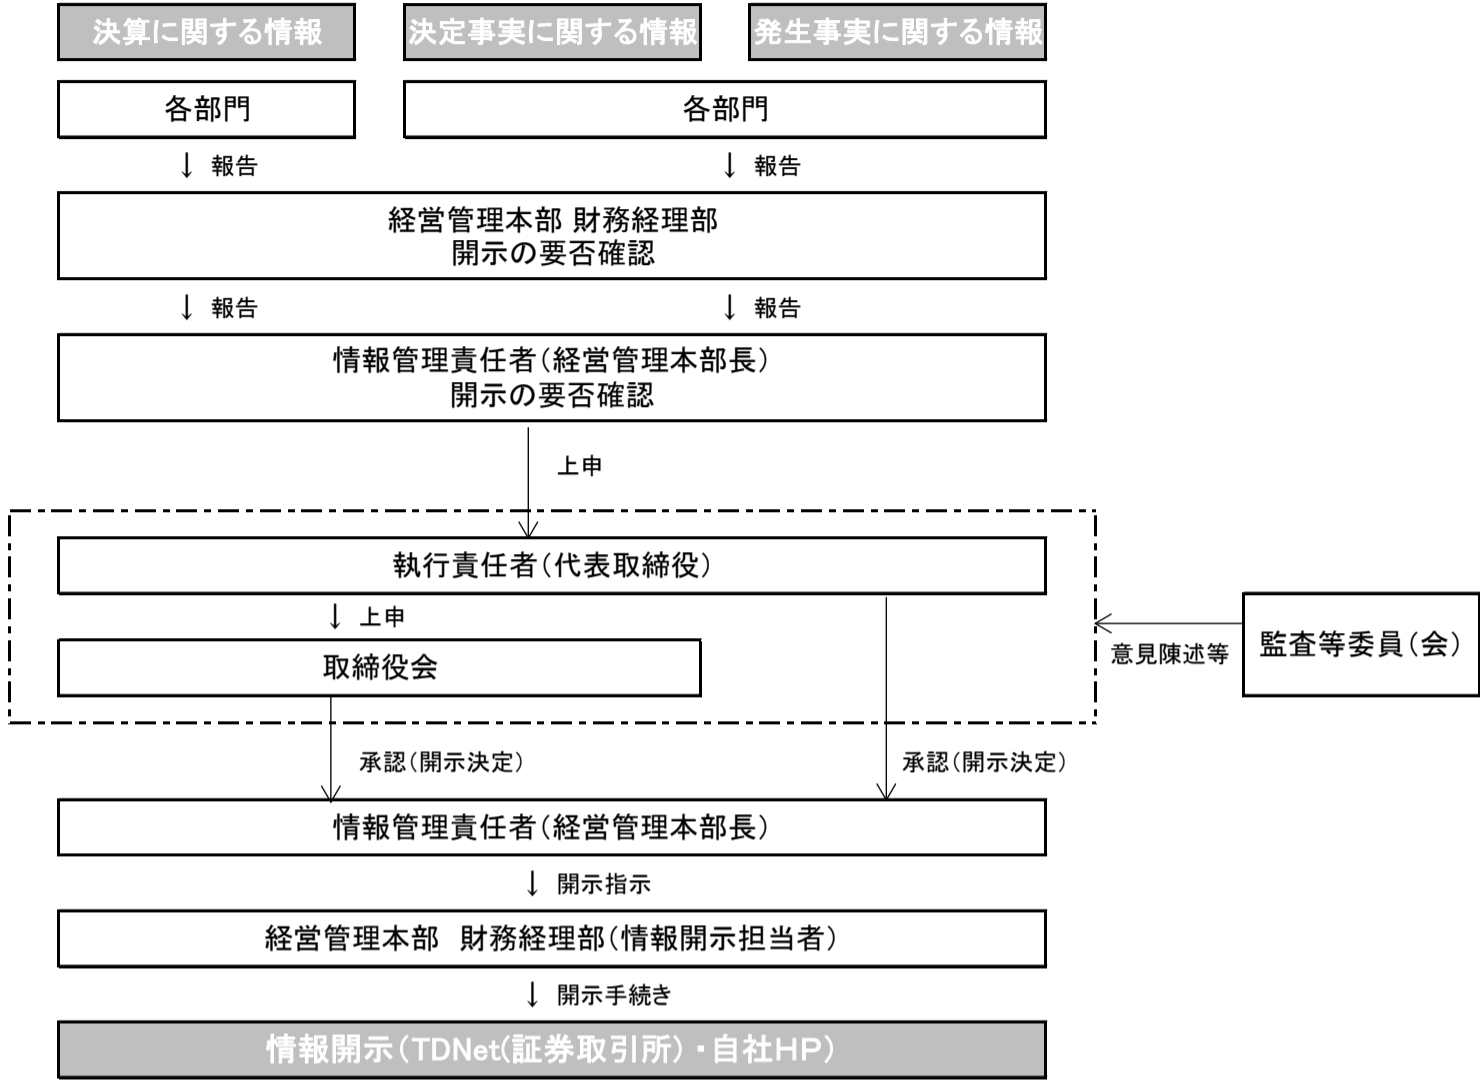 決算に関する情報
決定事実に関する情報
発生事実に関する情報
各部門
各部門
↓ 報告
↓ 報告
経営管理本部 財務経理部
開示の要否確認
↓ 報告
↓ 報告
情報管理責任者（経営管理本部長）
開示の要否確認
上申
執行責任者（代表取締役）
↓ 上申
取締役会
意見陳述等
監査等委員（会）
承認（開示決定）
承認（開示決定）
情報管理責任者（経営管理本部長）
↓ 開示指示
経営管理本部　財務経理部（情報開示担当者）
↓ 開示手続き
情報開示（TDNet(証券取引所）・自社ＨＰ）